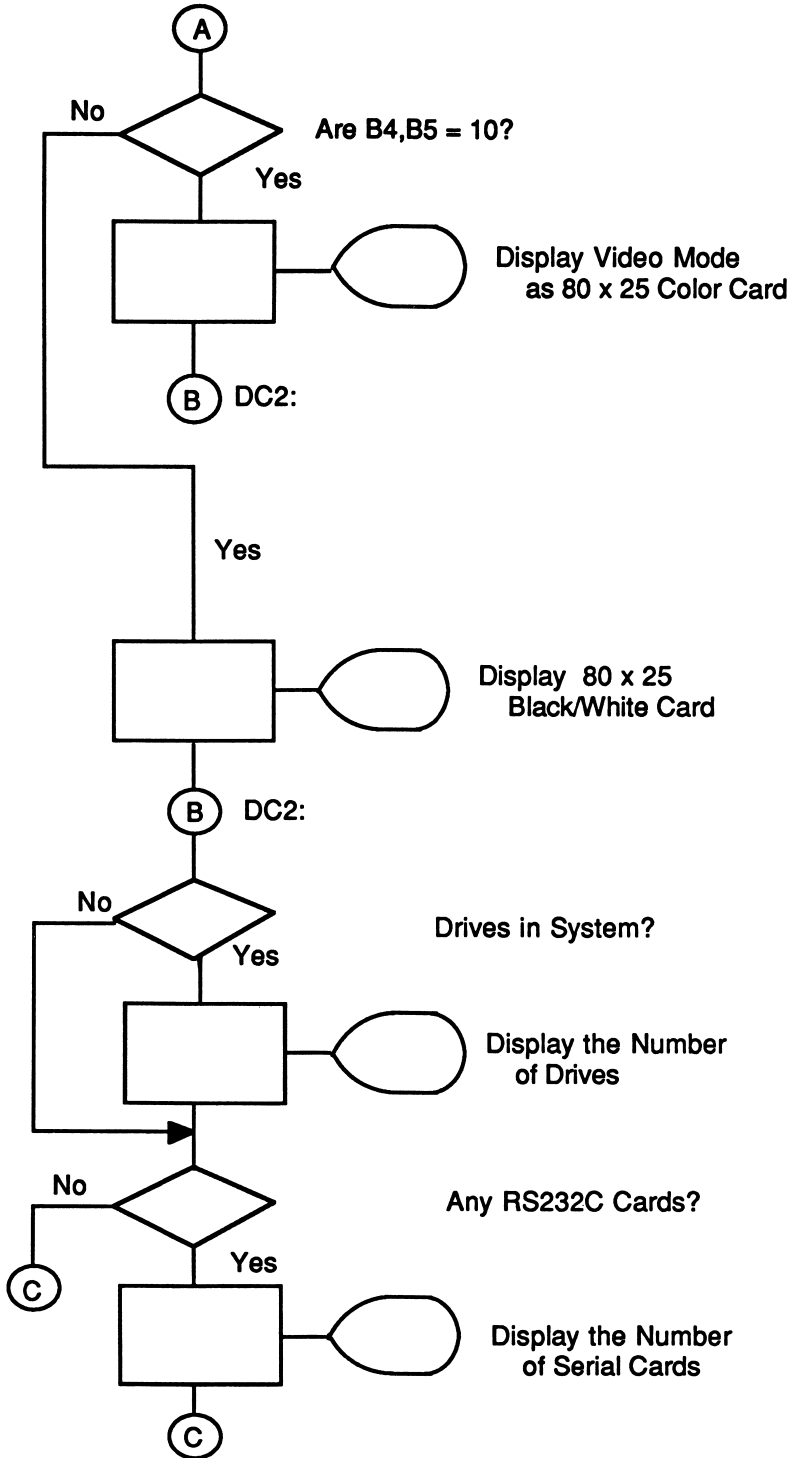 A
No
Are B4,B5 = 10?
Yes
Display Video Mode
as 80 x 25 Color Card
B
DC2:
Yes
Display 80 x 25
Black/White Card
B
DC2:
No
Drives in System?
Yes
Display the Number
of Drives
No
Any RS232C Cards?
Yes
C
Display the Number
of Serial Cards
C